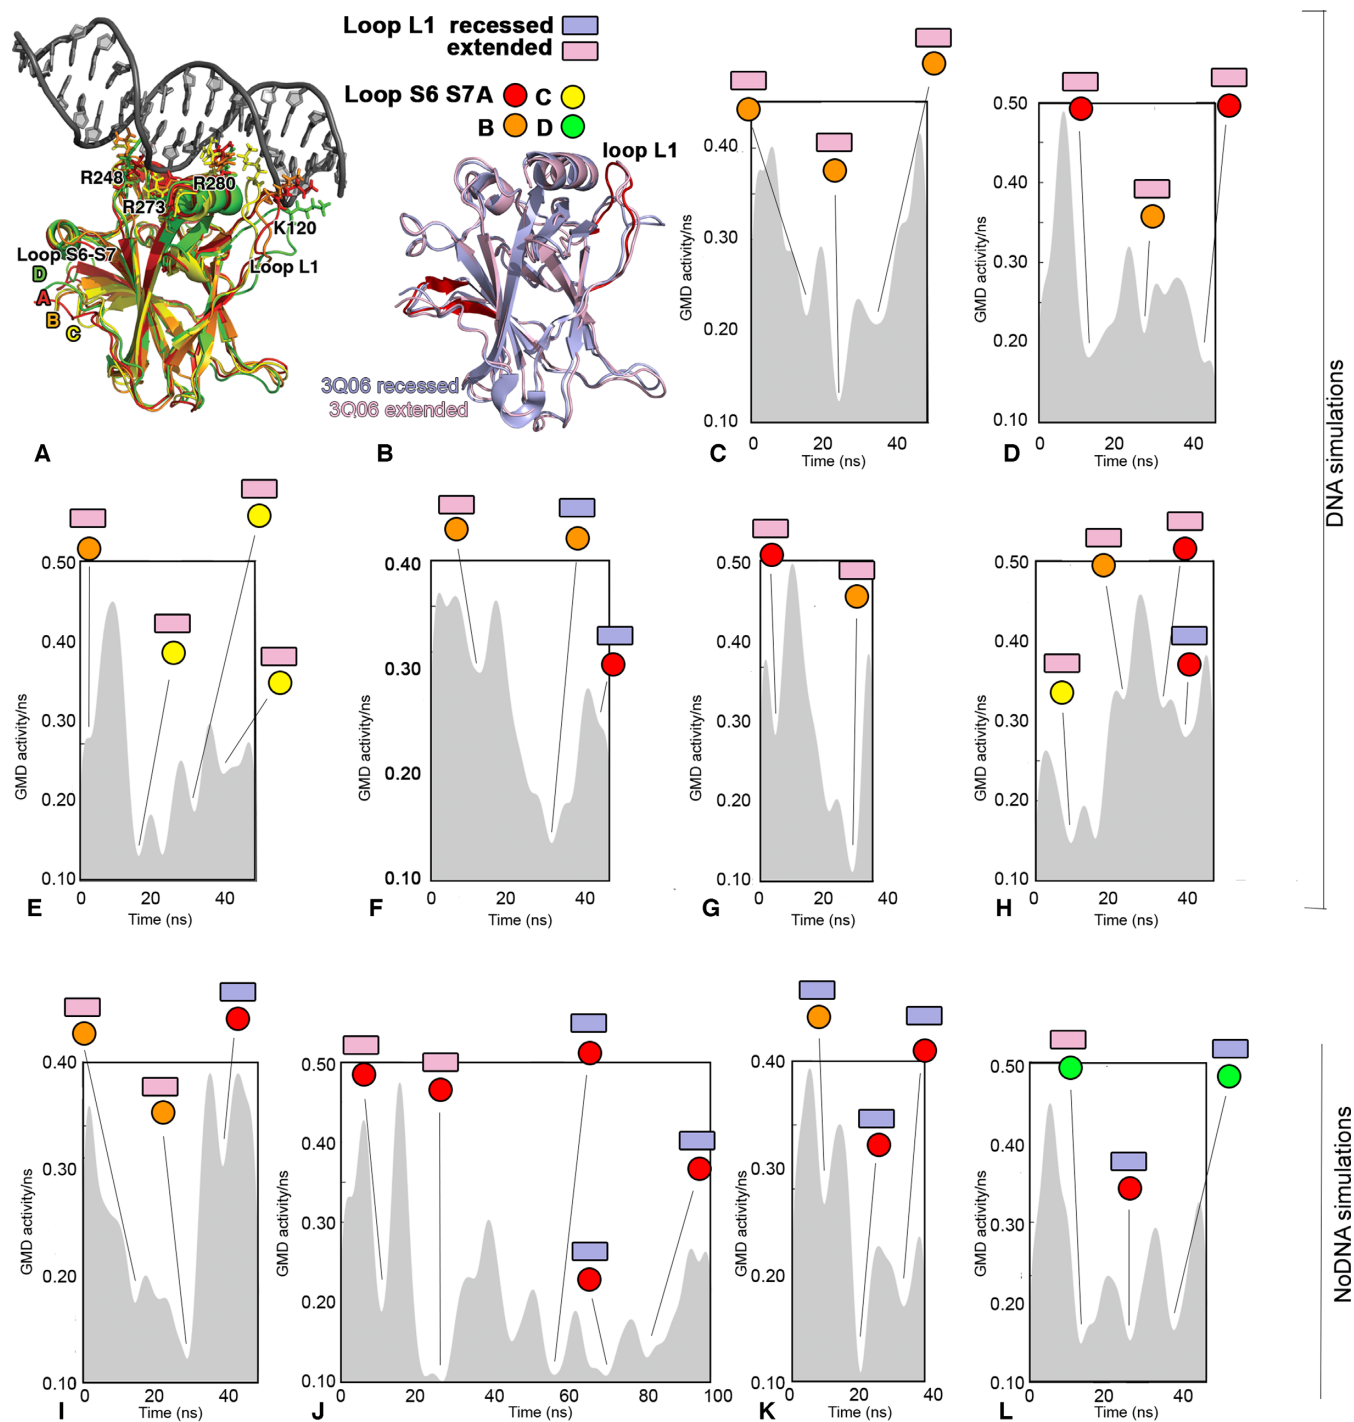 Loop L1 recessed
extended
Loop S6 S7 A C
B D
R248
R280
R273
K120
Loop S6-S7
Loop L1
D
A
B
C
A
loop L1
3Q06 recessed
3Q06 extended
B
0.40
0.30
0.20
0.10
GMD activity/ns
0 20 40
Time (ns)
C
0.50
0.40
0.30
0.20
0.10
GMD activity/ns
0 20 40
Time (ns)
D
DNA simulations
0.50
0.40
0.30
0.20
0.10
GMD activity/ns
0 20 40
Time (ns)
E
0.40
0.30
0.20
0.10
GMD activity/ns
0 20 40
Time (ns)
F
0.50
0.40
0.30
0.20
0.10
GMD activity/ns
0 20 40
Time (ns)
G
0.50
0.40
0.30
0.20
0.10
GMD activity/ns
0 20 40
Time (ns)
H
0.40
0.30
0.20
0.10
GMD activity/ns
0 20 40
Time (ns)
I
0.50
0.40
0.30
0.20
0.10
GMD activity/ns
0 20 40 60 80 100
Time (ns)
J
0.40
0.30
0.20
0.10
GMD activity/ns
0 20 40
Time (ns)
K
0.50
0.40
0.30
0.20
0.10
GMD activity/ns
0 20 40
Time (ns)
L
NoDNA simulations